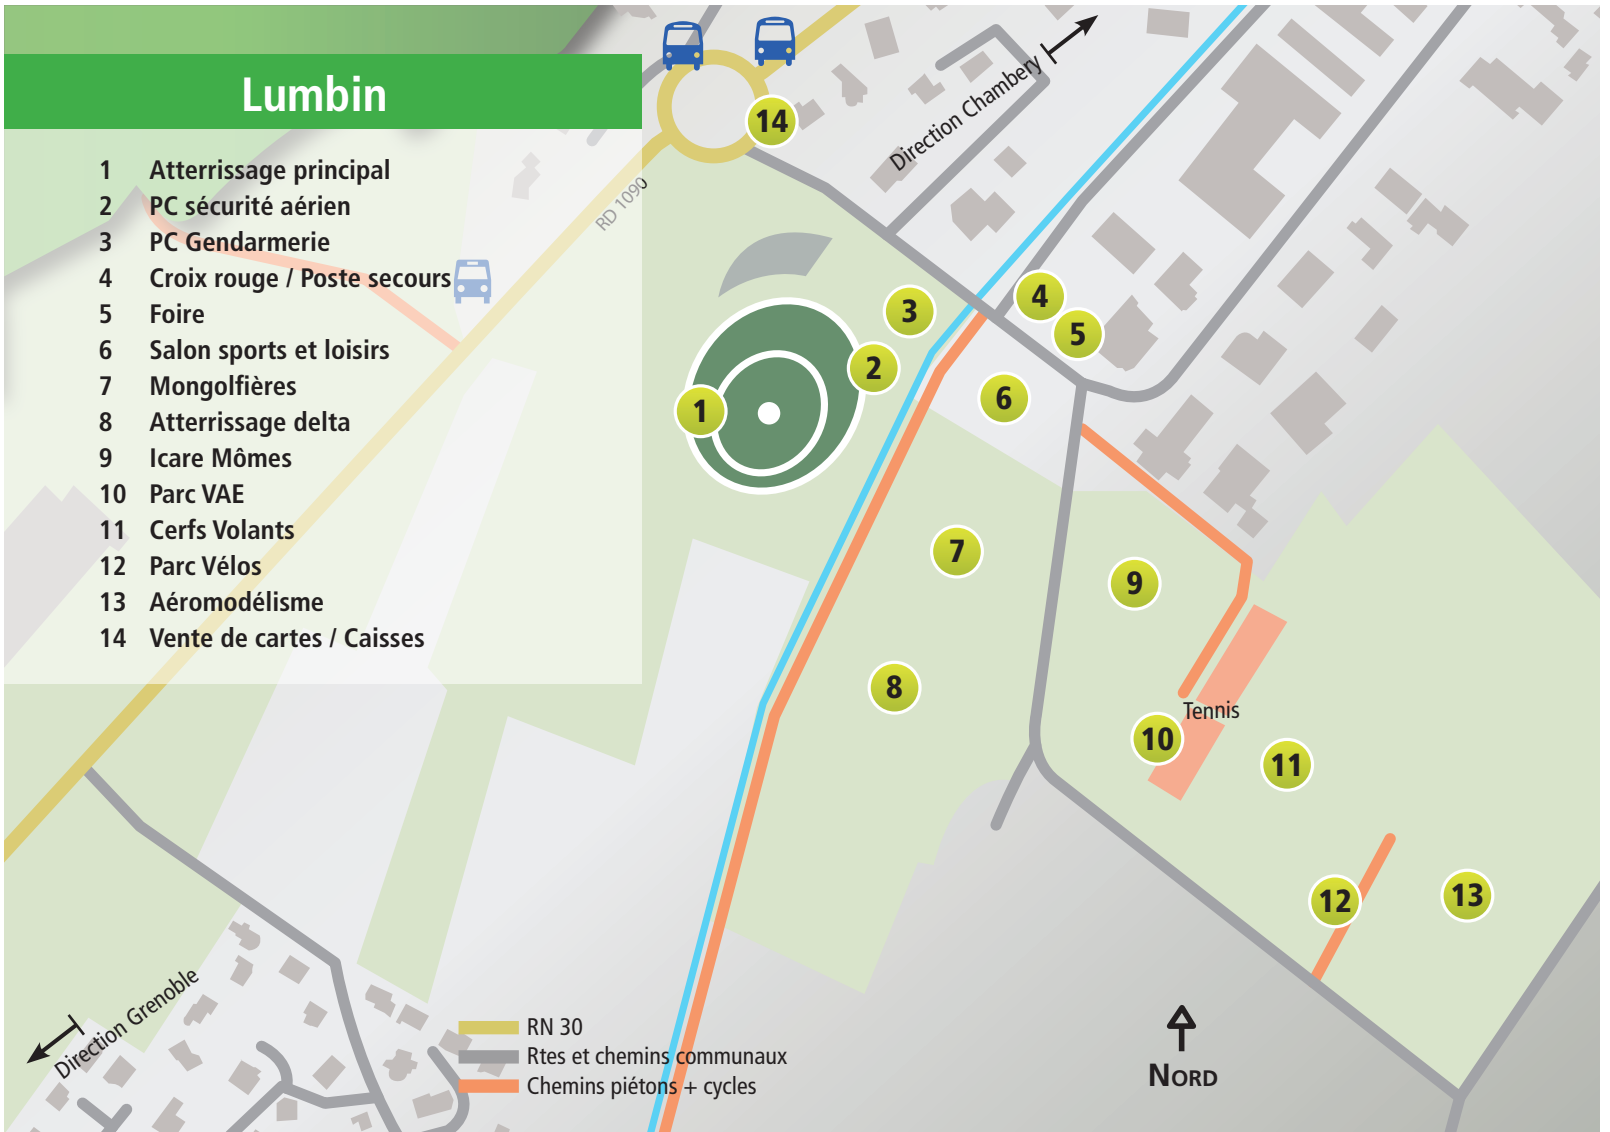 Lumbin
1 Atterrissage principal
2 PC sécurité aérien
3 PC Gendarmerie
4 Croix rouge / Poste secours
5 Foire
6 Salon sports et loisirs
7 Mongolfières
8 Atterrissage delta
9 Icare Mômes
10 Parc VAE
11 Cerfs Volants
12 Parc Vélos
13 Aéromodélisme
14 Vente de cartes / Caisses
14
Direction Chambery
RD 1090
3
4
5
2
1
6
7
9
8
Tennis
10
11
12
13
Direction Grenoble
RN 30
Rtes et chemins communaux
Chemins piétons + cycles
NORD